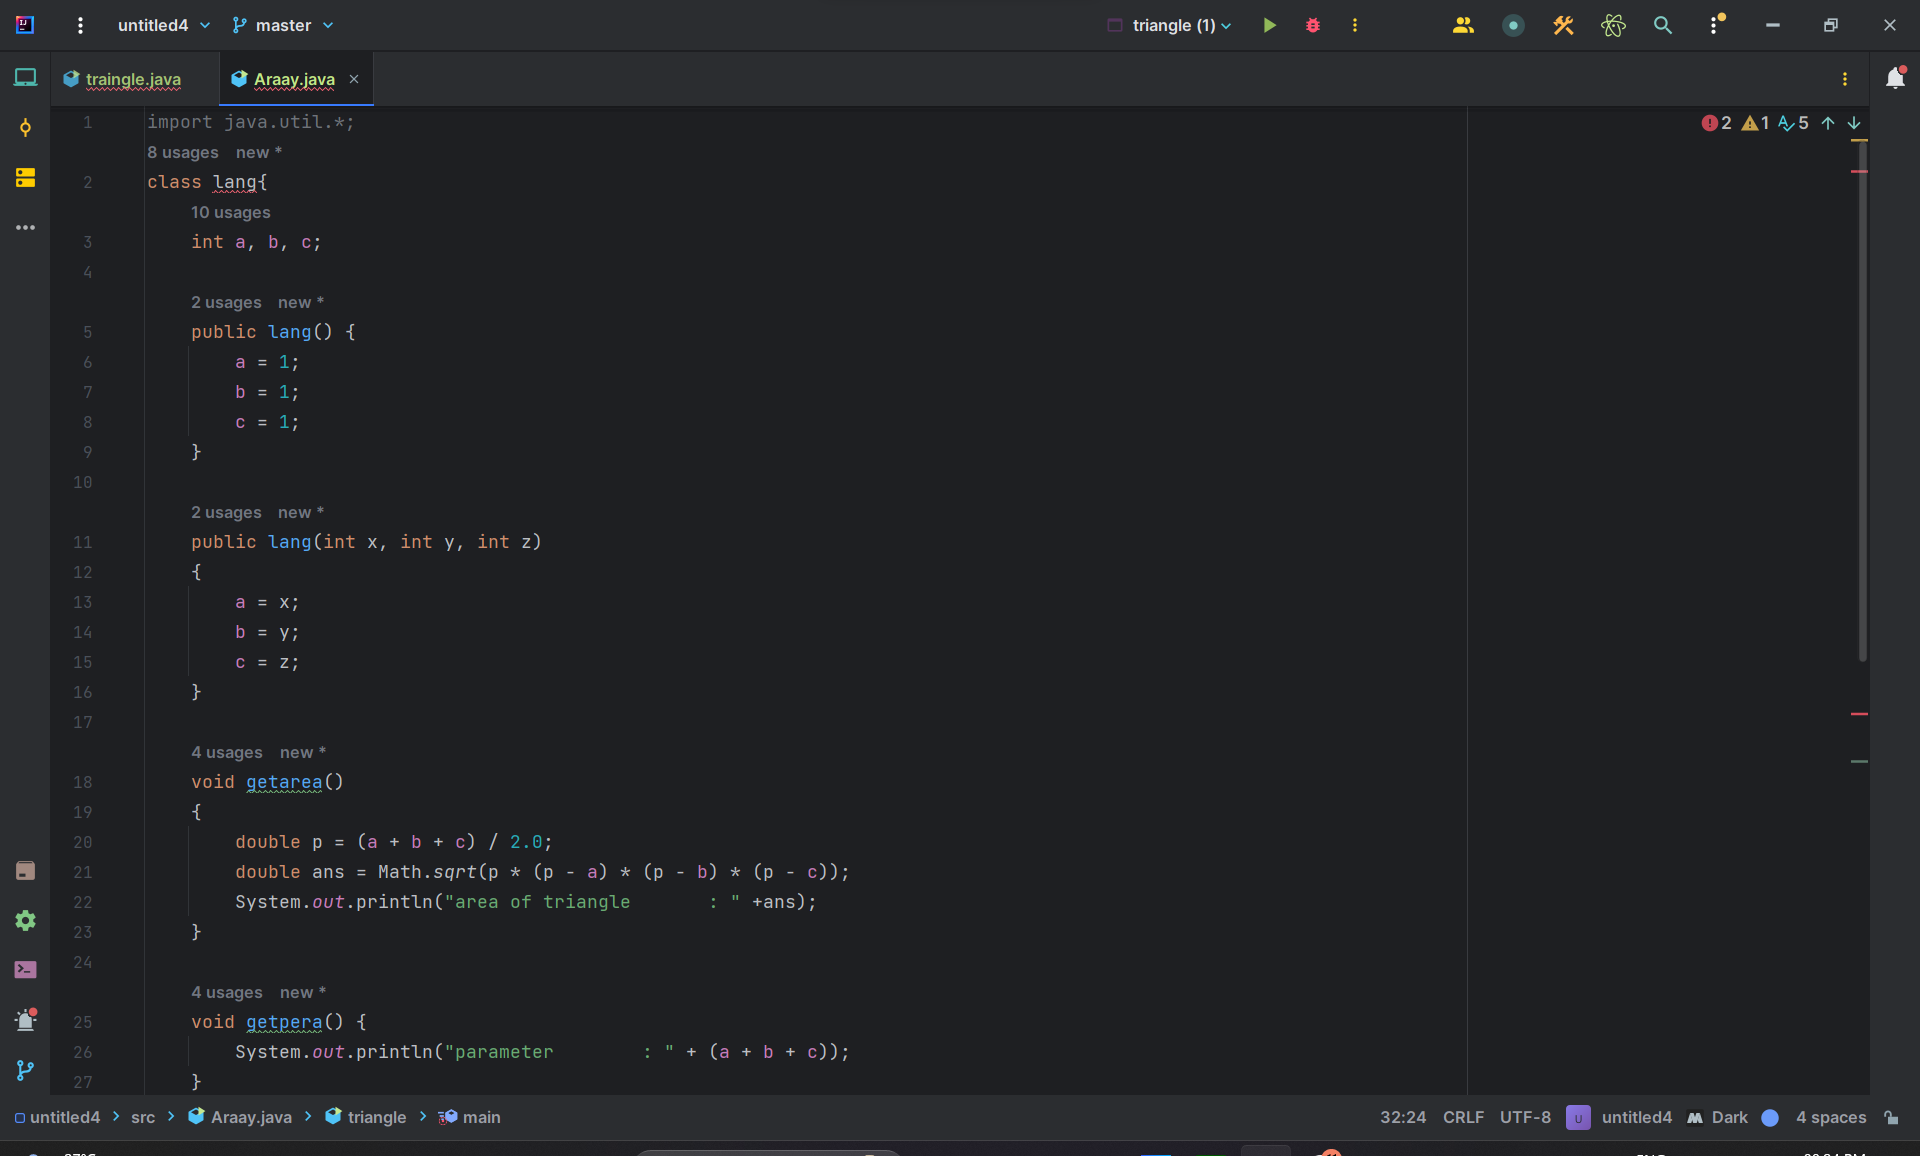 untitled4 master triangle (1)
traingle.java Araay.java
1 import java.util.*; 2 1 5
8 usages new *
2 class lang{
10 usages
3 int a, b, c;
4
2 usages new *
5 public lang() {
6 a = 1;
7 b = 1;
8 c = 1;
9 }
10
2 usages new *
11 public lang(int x, int y, int z)
12 {
13 a = x;
14 b = y;
15 c = z;
16 }
17
4 usages new *
18 void getarea()
19 {
20 double p = (a + b + c) / 2.0;
21 double ans = Math.sqrt(p * (p - a) * (p - b) * (p - c));
22 System.out.println("area of triangle       : " +ans);
23 }
24
4 usages new *
25 void getpera() {
26 System.out.println("parameter        : " + (a + b + c));
27 }
untitled4 > src > Araay.java > triangle > main 32:24 CRLF UTF-8 U untitled4 Dark 4 spaces